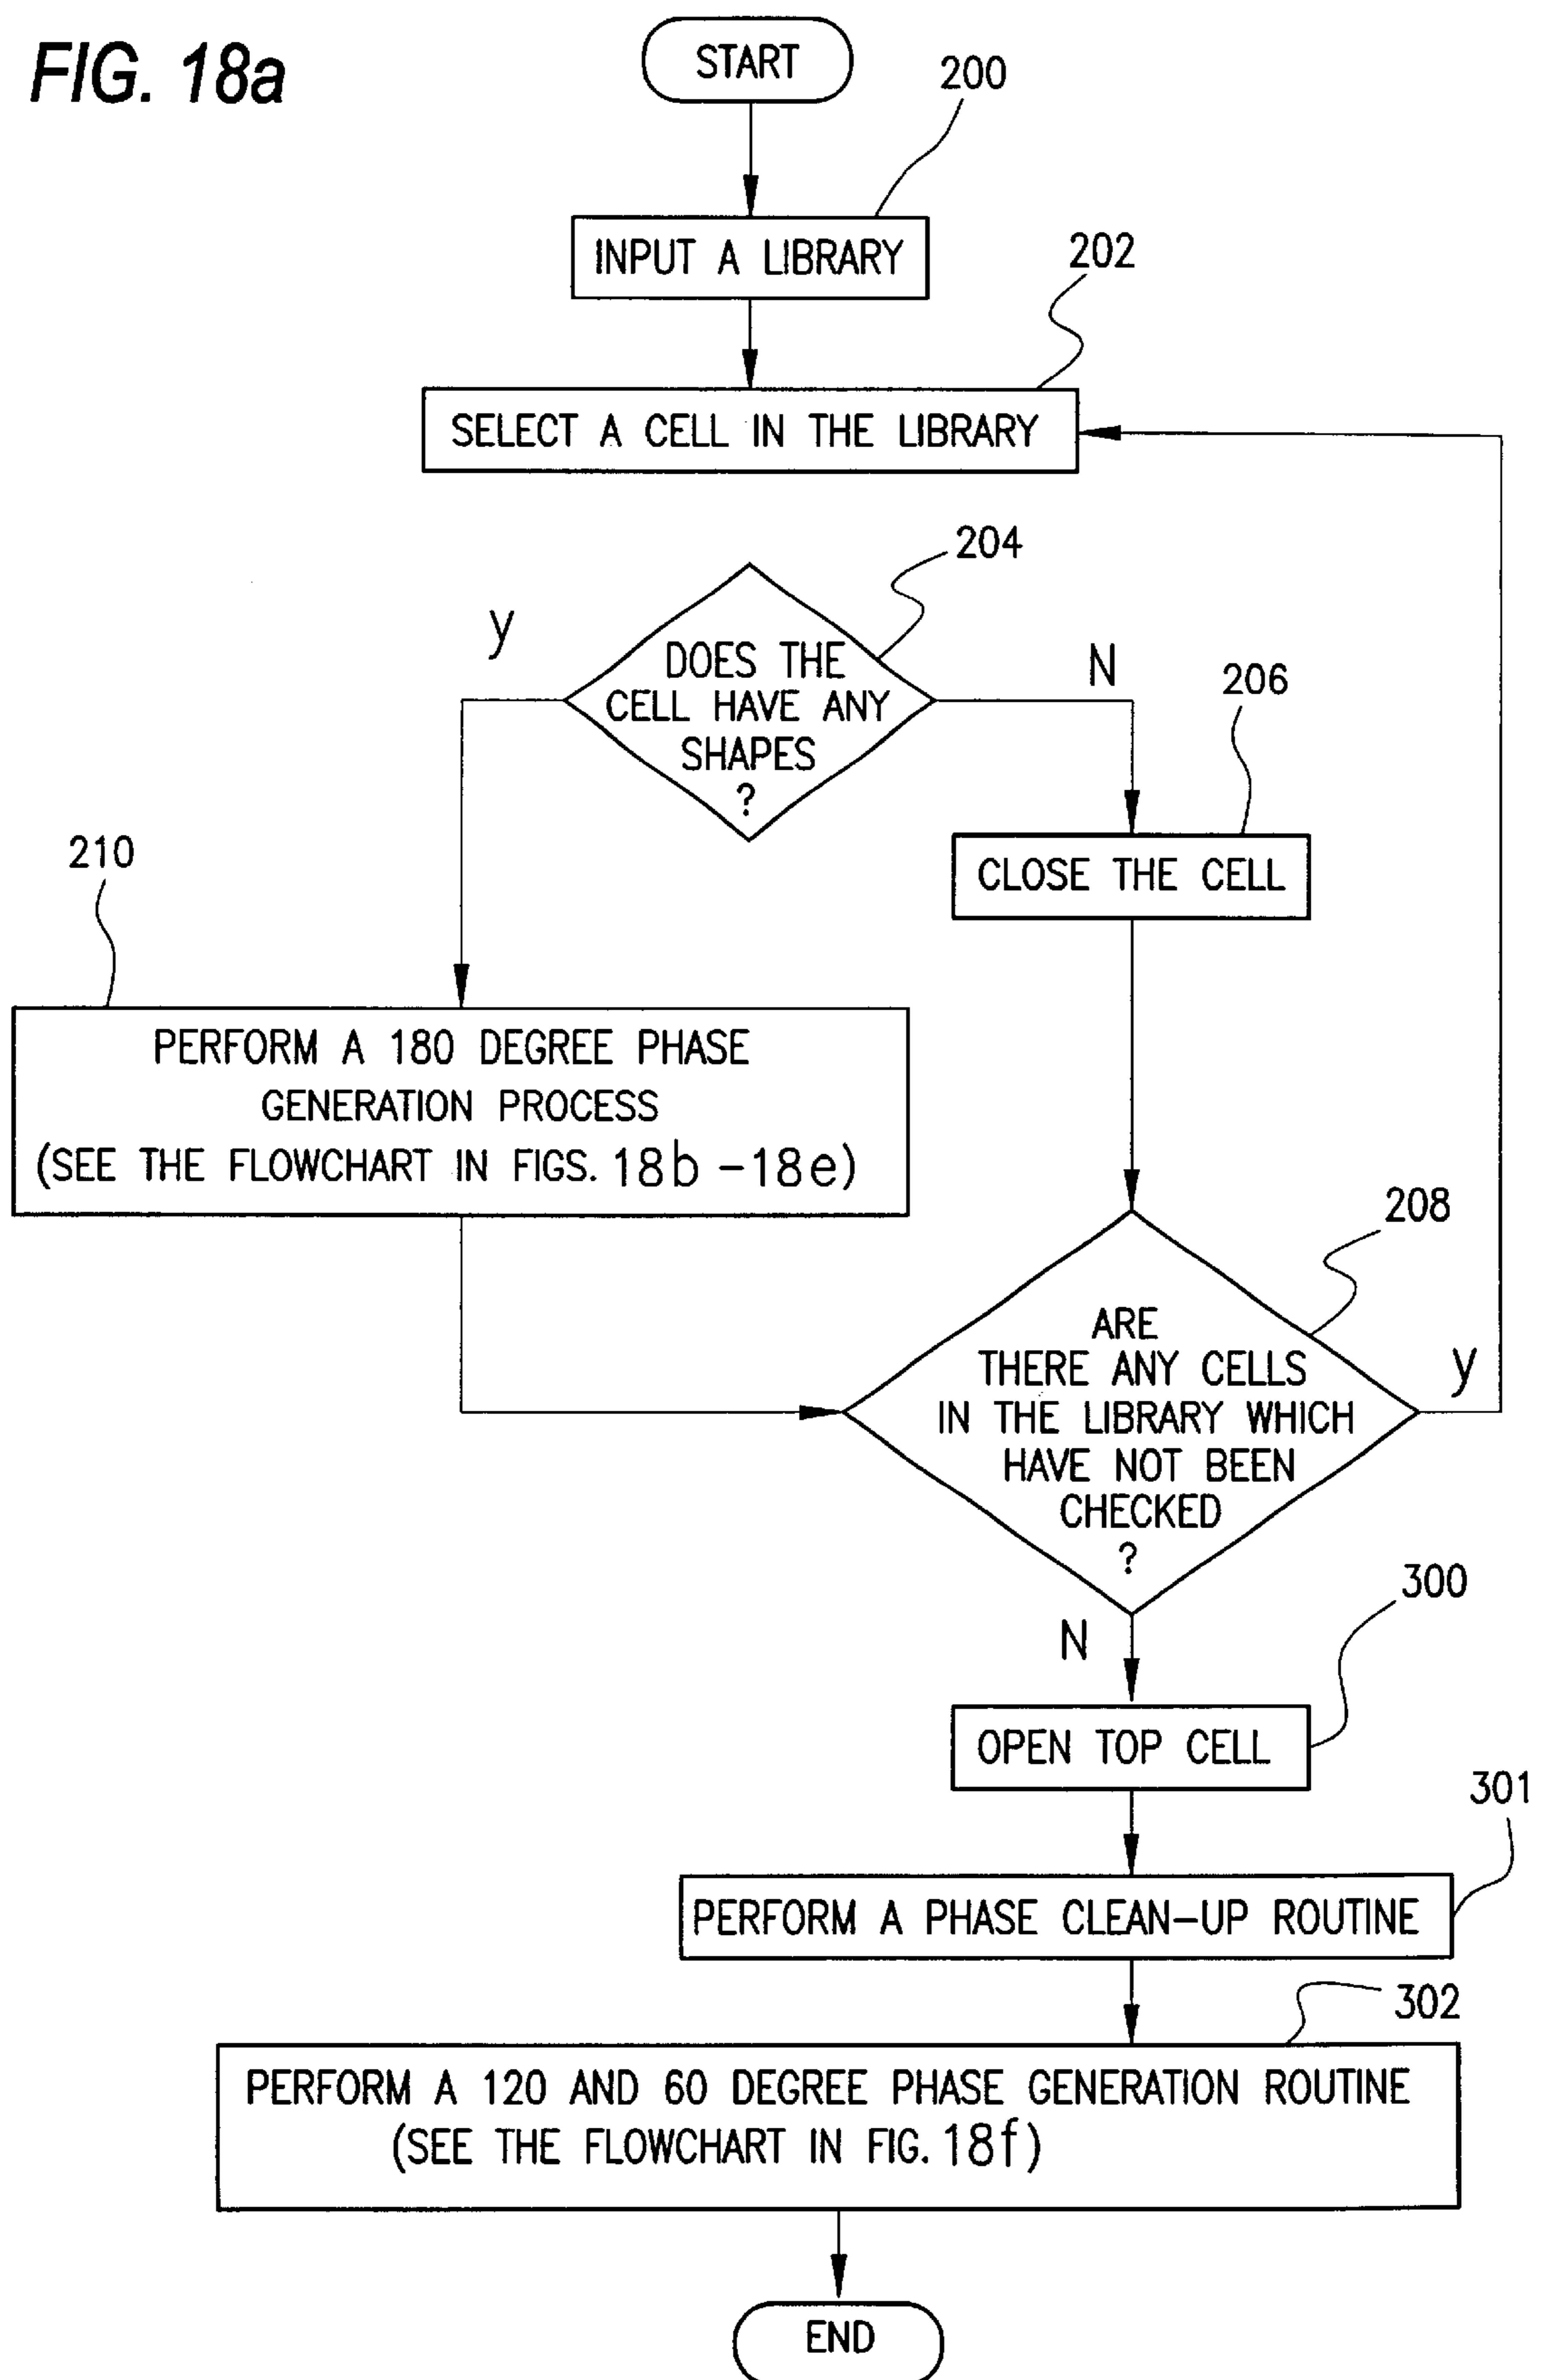 FIG. 18a
START
200
INPUT A LIBRARY
202
SELECT A CELL IN THE LIBRARY
204
y
DOES THE
CELL HAVE ANY
SHAPES
?
N
206
CLOSE THE CELL
210
PERFORM A 180 DEGREE PHASE
GENERATION PROCESS
(SEE THE FLOWCHART IN FIGS. 18b -18e)
208
ARE
THERE ANY CELLS
IN THE LIBRARY WHICH
HAVE NOT BEEN
CHECKED
?
y
N
300
OPEN TOP CELL
301
PERFORM A PHASE CLEAN-UP ROUTINE
302
PERFORM A 120 AND 60 DEGREE PHASE GENERATION ROUTINE
(SEE THE FLOWCHART IN FIG. 18f)
END